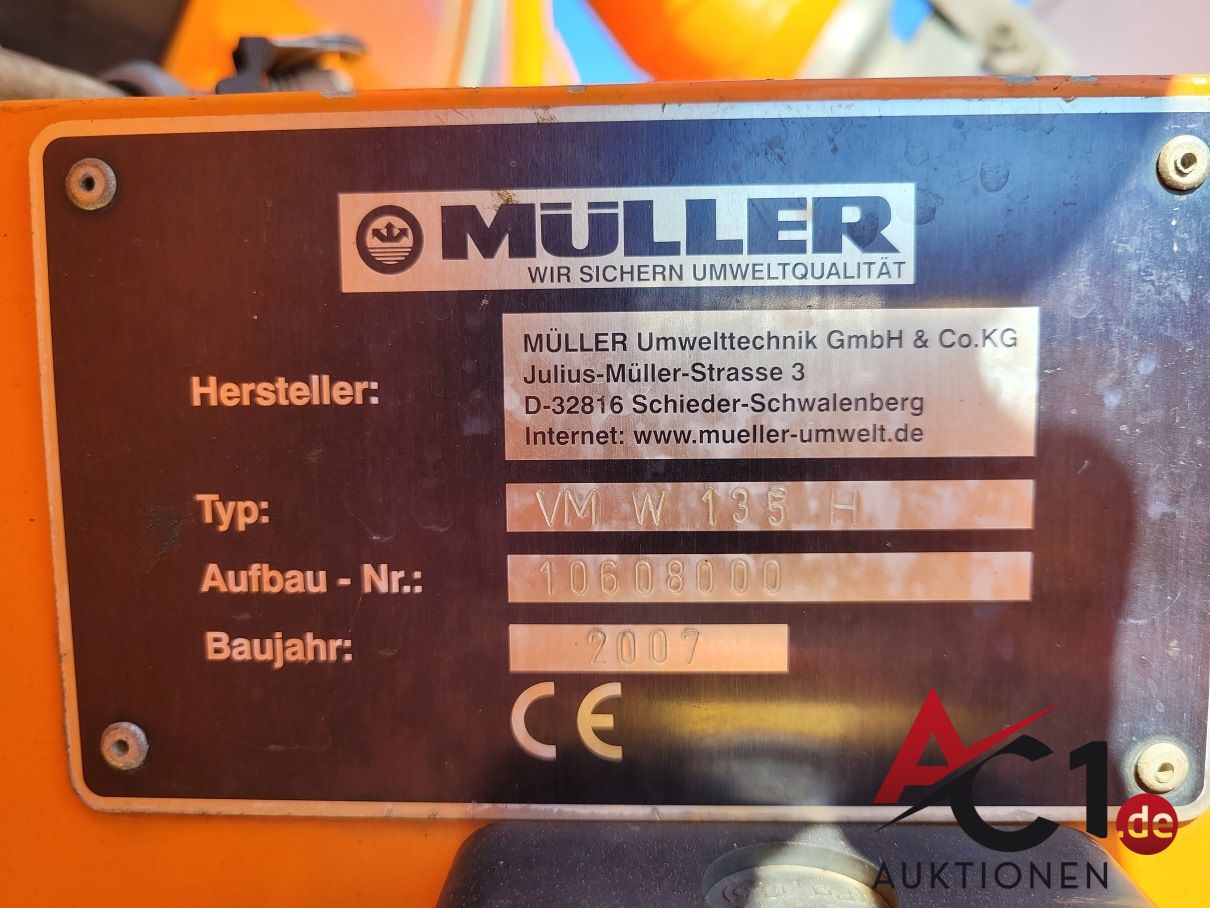 MÜLLER
WIR SICHERN UMWELTQUALITÄT
Hersteller:
MÜLLER Umwelttechnik GmbH & Co.KG
Julius-Müller-Strasse 3
D-32816 Schieder-Schwalenberg
Internet: www.mueller-umwelt.de
Typ: VM W 135 H
Aufbau - Nr.: 10608000
Baujahr: 2007
CE
AC1.de
AUKTIONEN